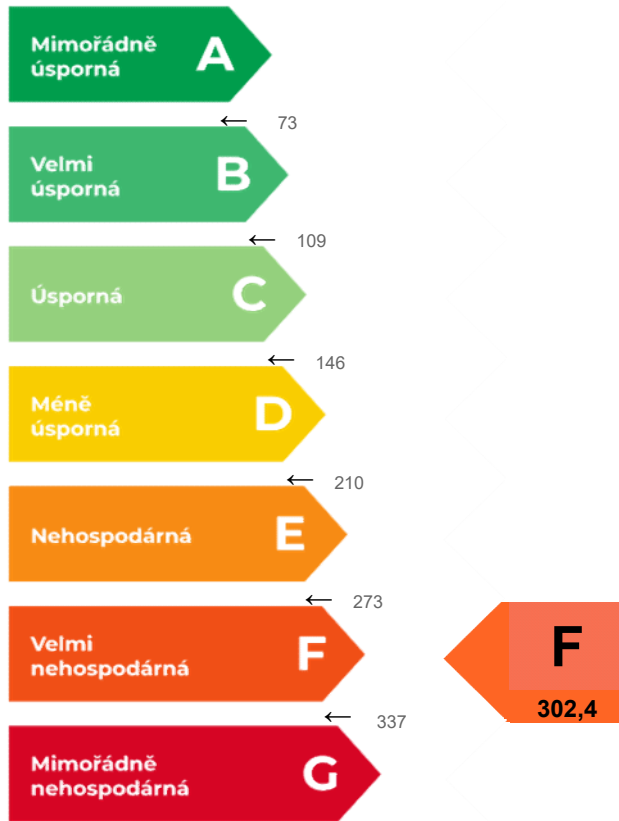 Mimořádně
úsporná
A
← 73
Velmi
úsporná
B
← 109
Úsporná
C
← 146
Méně
úsporná
D
← 210
Nehospodárná
E
← 273
Velmi
nehospodárná
F
F
302,4
← 337
Mimořádně
nehospodárná
G